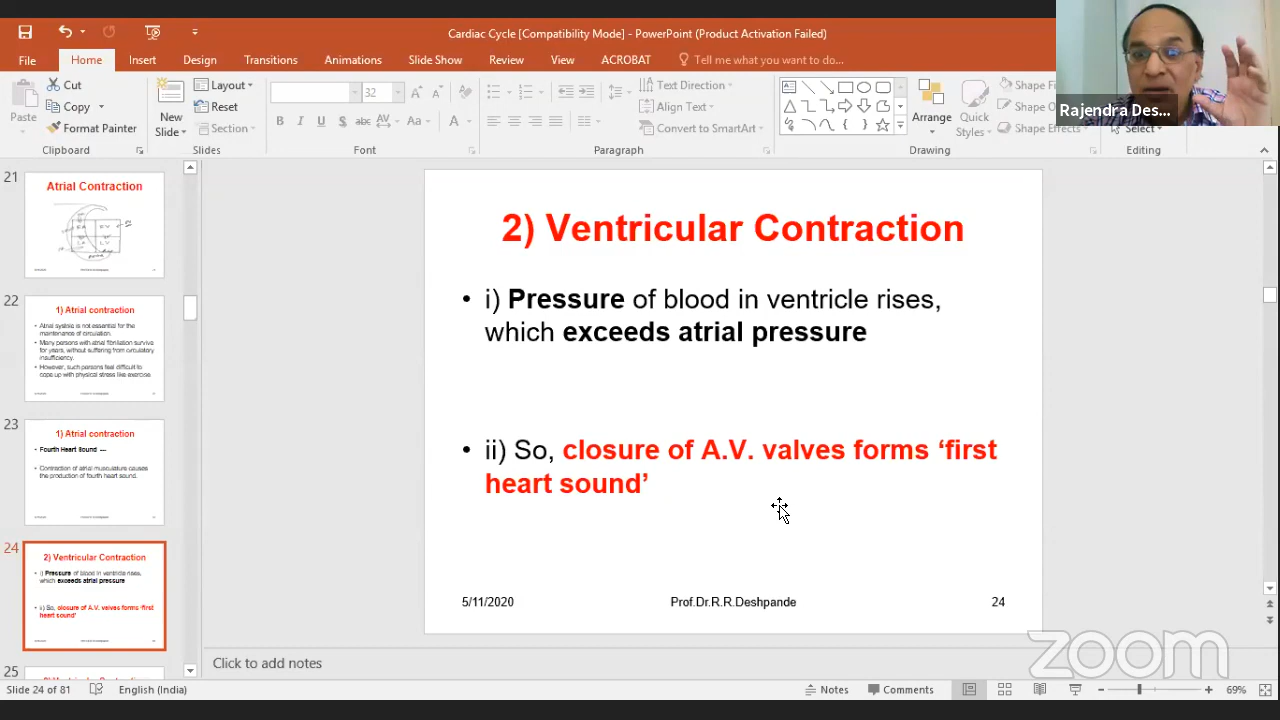 Cardiac Cycle [Compatibility Mode] - PowerPoint (Product Activation Failed)
File Home Insert Design Transitions Animations Slide Show Review View ACROBAT Tell me what you want to do...
Rajendra Des...
Paste
Cut
Copy
Format Painter
Clipboard
New
Slide
Layout
Reset
Section
Slides
32
B I U S abc AV Aa A
Font
Text Direction
Align Text
Convert to SmartArt
Paragraph
Arrange
Quick
Styles
Shape Fi
Shape O
Shape Ef
Drawing
Select
Editing
21
Atrial Contraction
22
1) Atrial contraction
• Atrial systole is not essential for the
maintenance of circulation.
• Many persons with atrial fibrillation survive
for years, without suffering from circulatory
insufficiency.
• However, such persons feel difficult to
cope up with physical stress like exercise.
23
1) Atrial contraction
• Fourth Heart Sound ---
• Contraction of atrial musculature causes
the production of fourth heart sound.
24
2) Ventricular Contraction
• i) Pressure of blood in ventricle rises,
which exceeds atrial pressure
• ii) So, closure of A.V. valves forms ‘first
heart sound’
25
2) Ventricular Contraction
• i) Pressure of blood in ventricle rises,
which exceeds atrial pressure
• ii) So, closure of A.V. valves forms ‘first
heart sound’
5/11/2020 Prof.Dr.R.R.Deshpande 24
zoom
Click to add notes
Slide 24 of 81 English (India) Notes Comments 69%